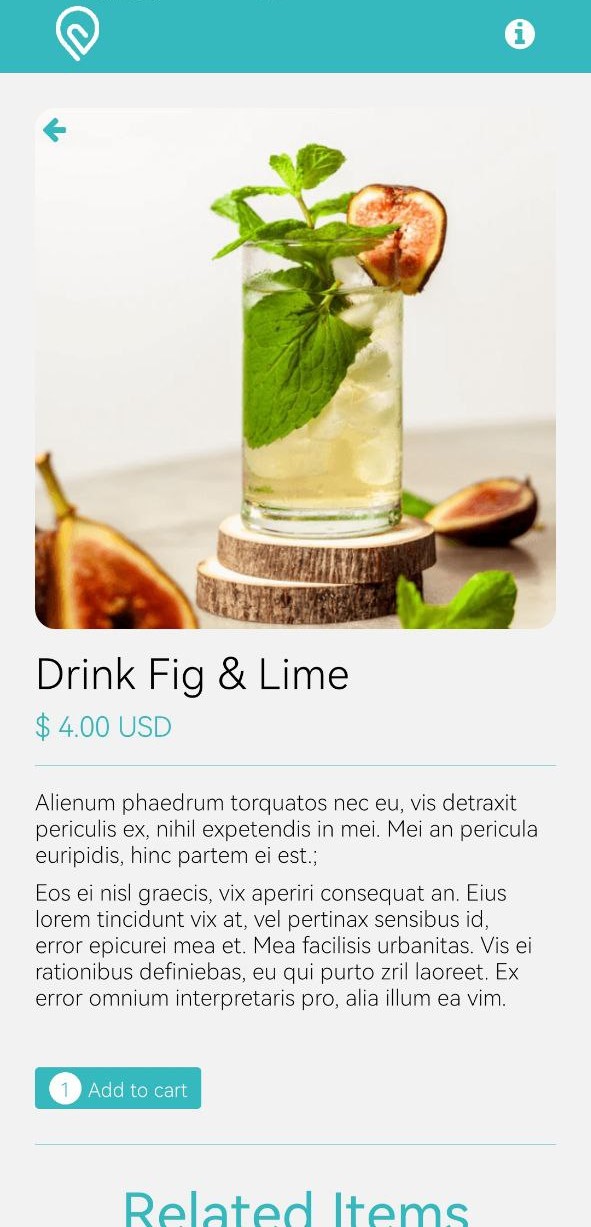 Drink Fig & Lime
$ 4.00 USD
Alienum phaedrum torquatos nec eu, vis detraxit
periculis ex, nihil expetendis in mei. Mei an pericula
euripidis, hinc partem ei est.;
Eos ei nisl graecis, vix aperiri consequat an. Eius
lorem tincidunt vix at, vel pertinax sensibus id,
error epicurei mea et. Mea facilisis urbanitas. Vis ei
rationibus definiebas, eu qui purto zril laoreet. Ex
error omnium interpretaris pro, alia illum ea vim.
1 Add to cart
Related Items